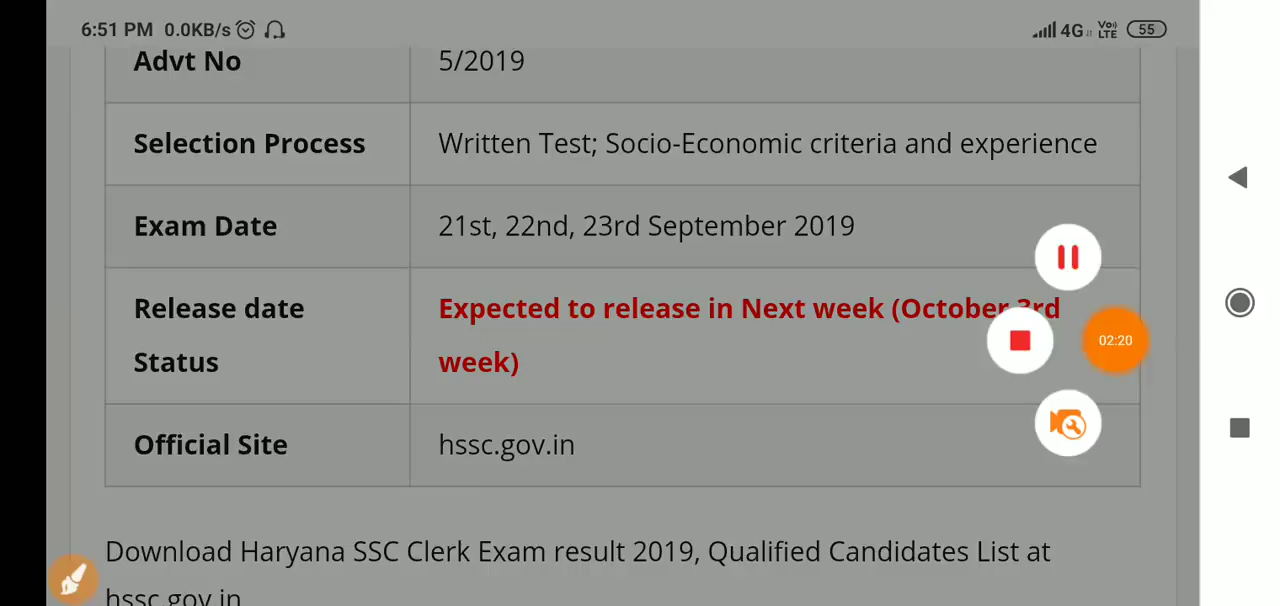 6:51 PM 0.0KB/s 4G Vo)) LTE 55
Advt No 5/2019
Selection Process Written Test; Socio-Economic criteria and experience
Exam Date 21st, 22nd, 23rd September 2019
Release date Expected to release in Next week (October 3rd
Status week)
02:20
Official Site hssc.gov.in
Download Haryana SSC Clerk Exam result 2019, Qualified Candidates List at
hssc.gov.in